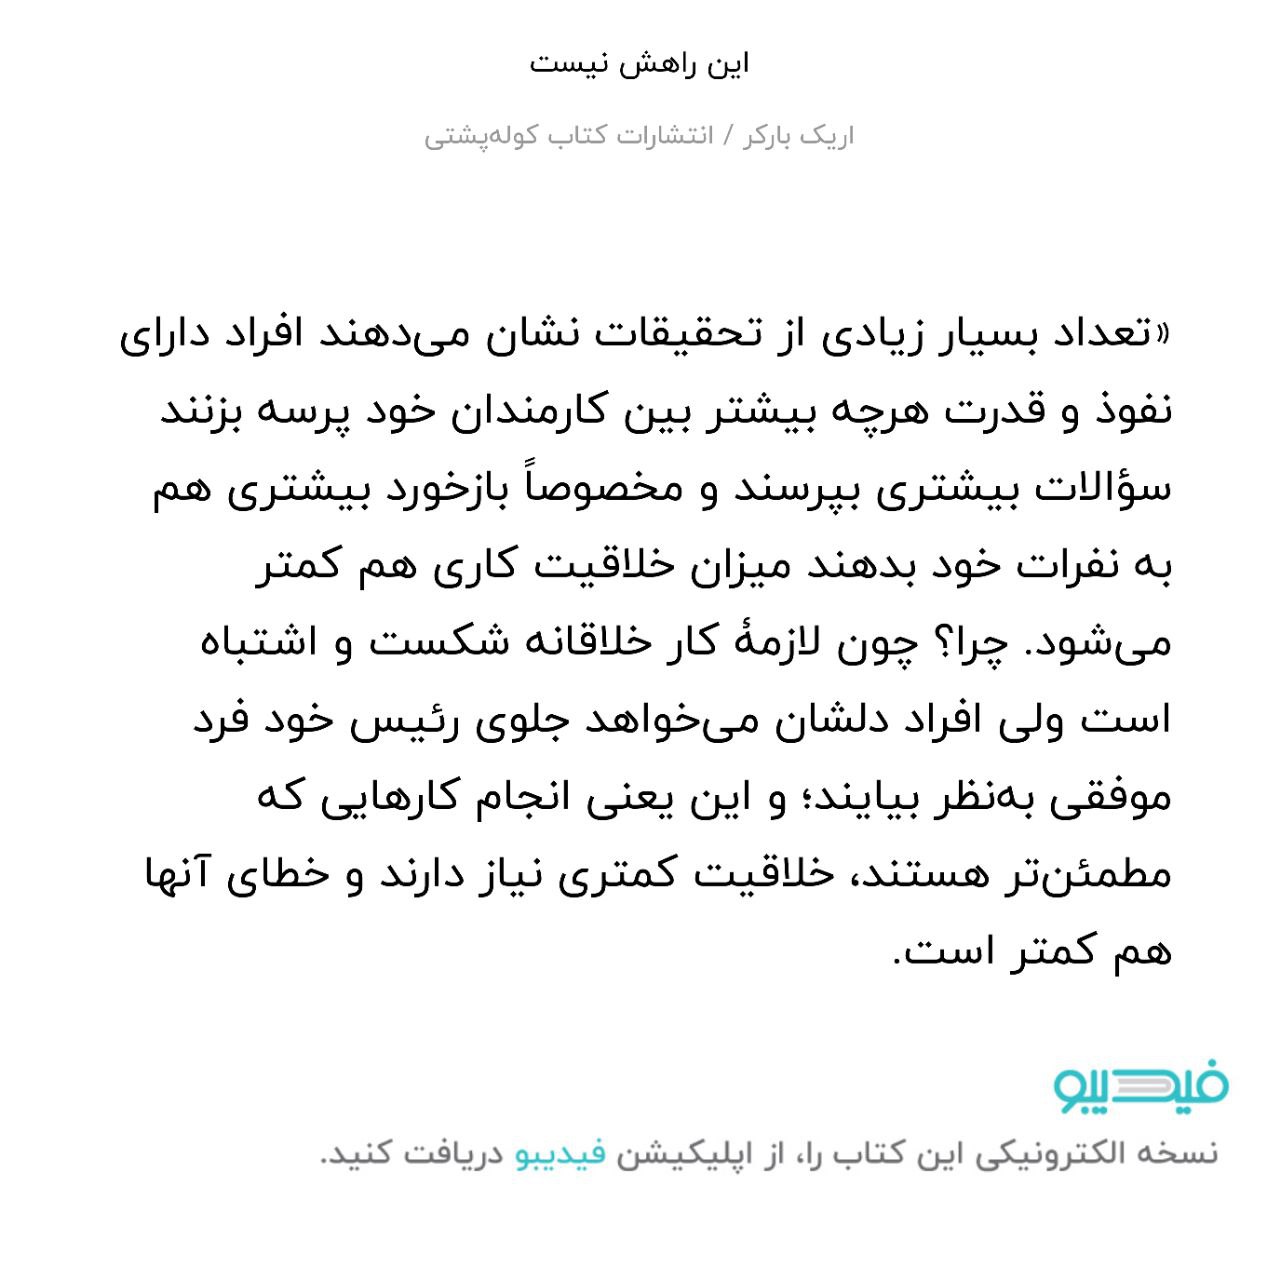 این راهش نیست
اریک بارکر / انتشارات کتاب کوله‌پشتی
«تعداد بسیار زیادی از تحقیقات نشان می‌دهند افراد دارای
نفوذ و قدرت هرچه بیشتر بین کارمندان خود پرسه بزنند
سؤالات بیشتری بپرسند و مخصوصاً بازخورد بیشتری هم
به نفرات خود بدهند میزان خلاقیت کاری هم کمتر
می‌شود. چرا؟ چون لازمهٔ کار خلاقانه شکست و اشتباه
است ولی افراد دلشان می‌خواهد جلوی رئیس خود فرد
موفقی به‌نظر بیایند؛ و این یعنی انجام کارهایی که
مطمئن‌تر هستند، خلاقیت کمتری نیاز دارند و خطای آنها
هم کمتر است.
فیدیبو
نسخه الکترونیکی این کتاب را، از اپلیکیشن فیدیبو دریافت کنید.